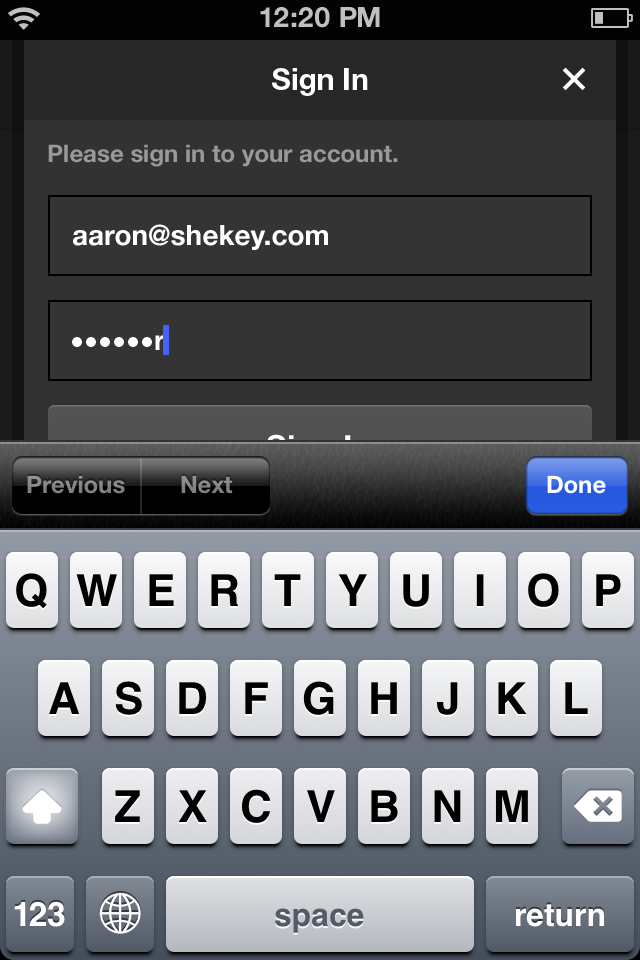 12:20 PM
Sign In
Please sign in to your account.
aaron@shekey.com
••••••r
Previous Next Done
Q W E R T Y U I O P
A S D F G H J K L
Z X C V B N M
123 space return